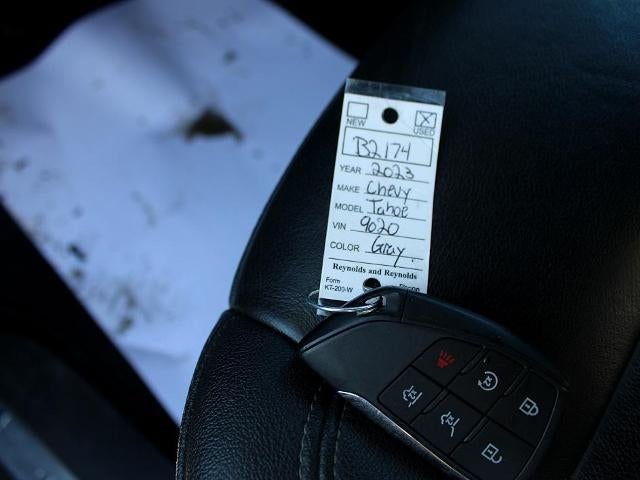 NEW USED
B2174
YEAR 2023
MAKE Chevy
MODEL Tahoe
VIN 9020
COLOR Gray
Reynolds and Reynolds
Form
KT-200-W